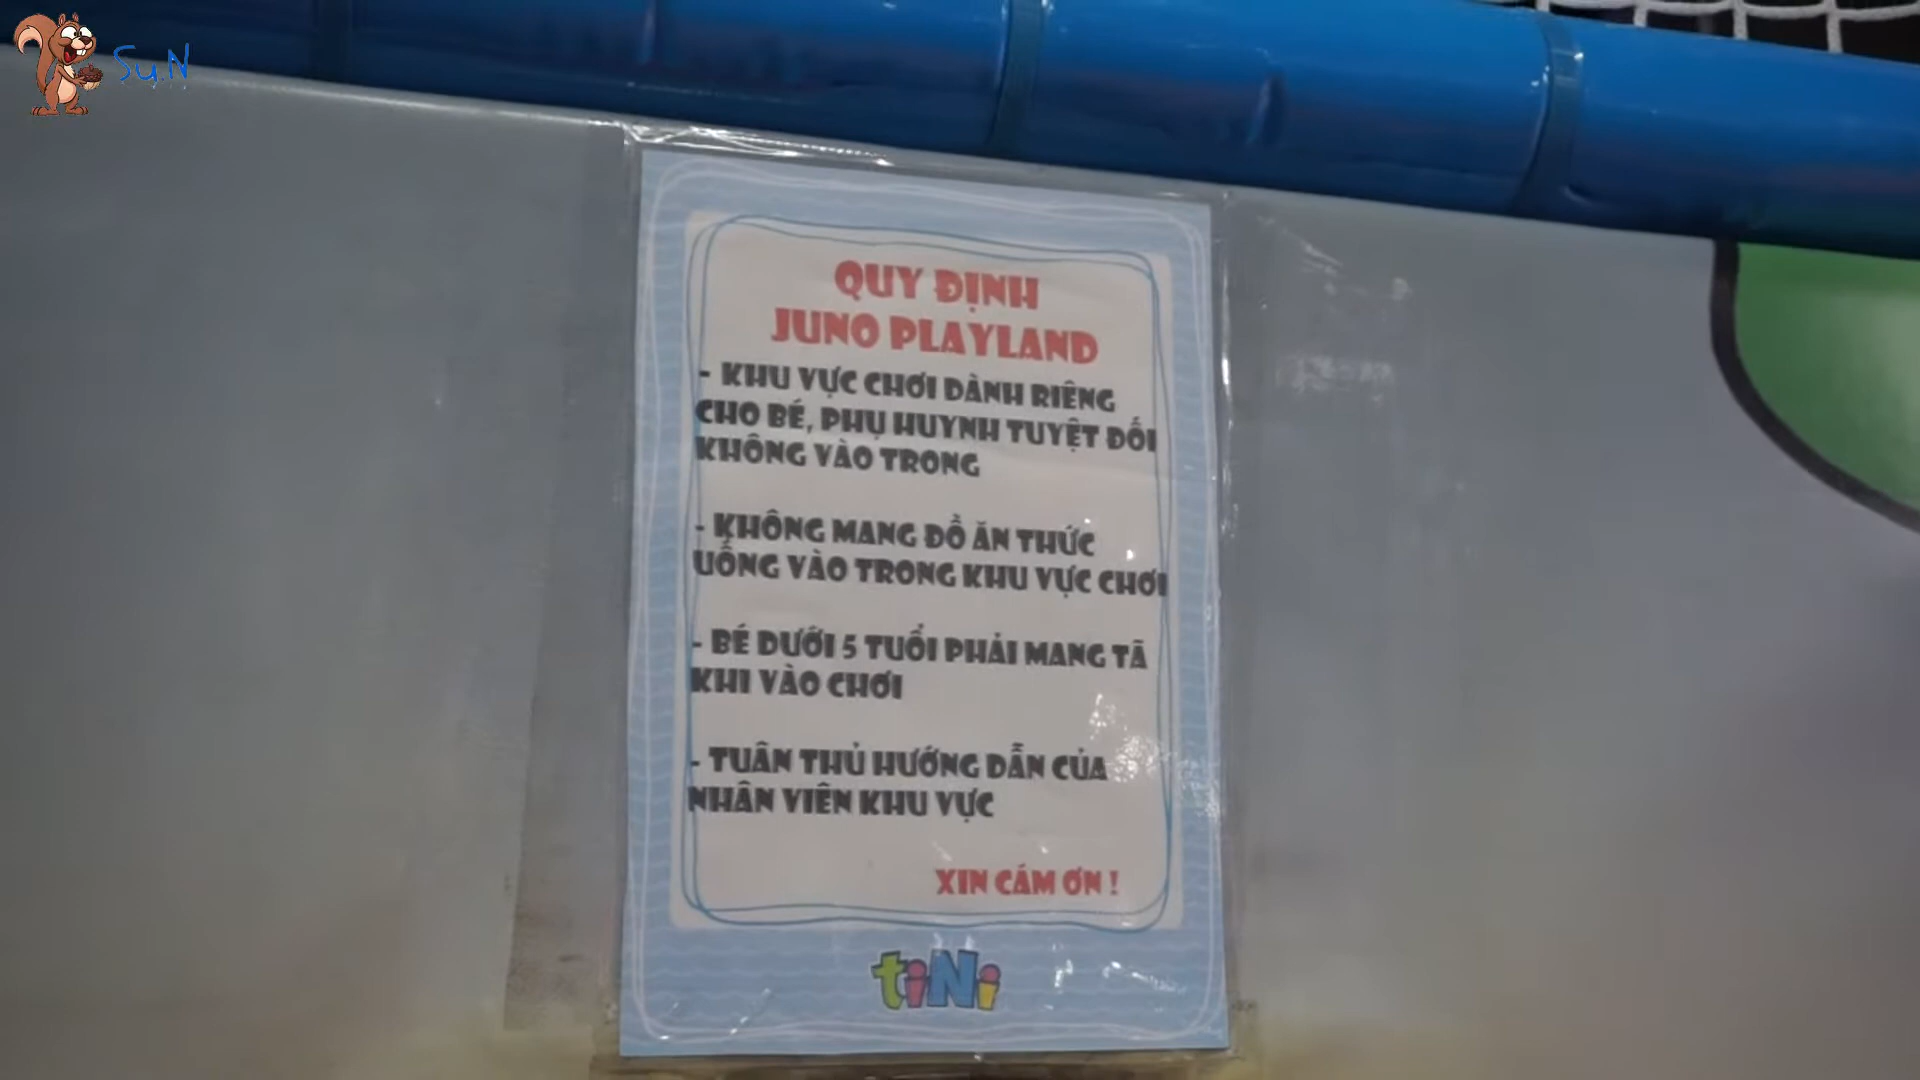 Su.N
QUY ĐỊNH
JUNO PLAYLAND
- KHU VỰC CHƠI DÀNH RIÊNG
CHO BÉ, PHỤ HUYNH TUYỆT ĐỐI
KHÔNG VÀO TRONG
- KHÔNG MANG ĐỒ ĂN THỨC
UỐNG VÀO TRONG KHU VỰC CHƠI
- BÉ DƯỚI 5 TUỔI PHẢI MANG TÃ
KHI VÀO CHƠI
- TUÂN THỦ HƯỚNG DẪN CỦA
NHÂN VIÊN KHU VỰC
XIN CÁM ƠN !
tiNi